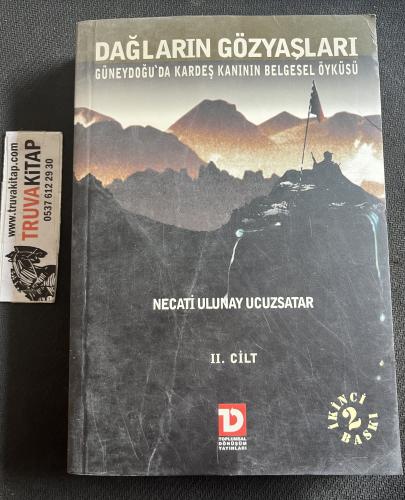 DAĞLARIN GÖZYAŞLARI
GÜNEYDOĞU'DA KARDEŞ KANININ BELGESEL ÖYKÜSÜ
www.truvakitap.com
TRUVAKİTAP
0537 612 29 30
NECATİ ULUNAY UCUZSATAR
II. CİLT
TD
TOPLUMSAL
DÖNÜŞÜM
YAYINLARI
İKİNCİ
2
BASKI